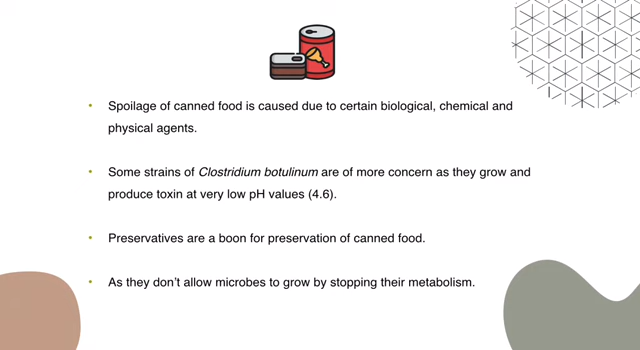 • Spoilage of canned food is caused due to certain biological, chemical and
physical agents.
• Some strains of Clostridium botulinum are of more concern as they grow and
produce toxin at very low pH values (4.6).
• Preservatives are a boon for preservation of canned food.
• As they don’t allow microbes to grow by stopping their metabolism.